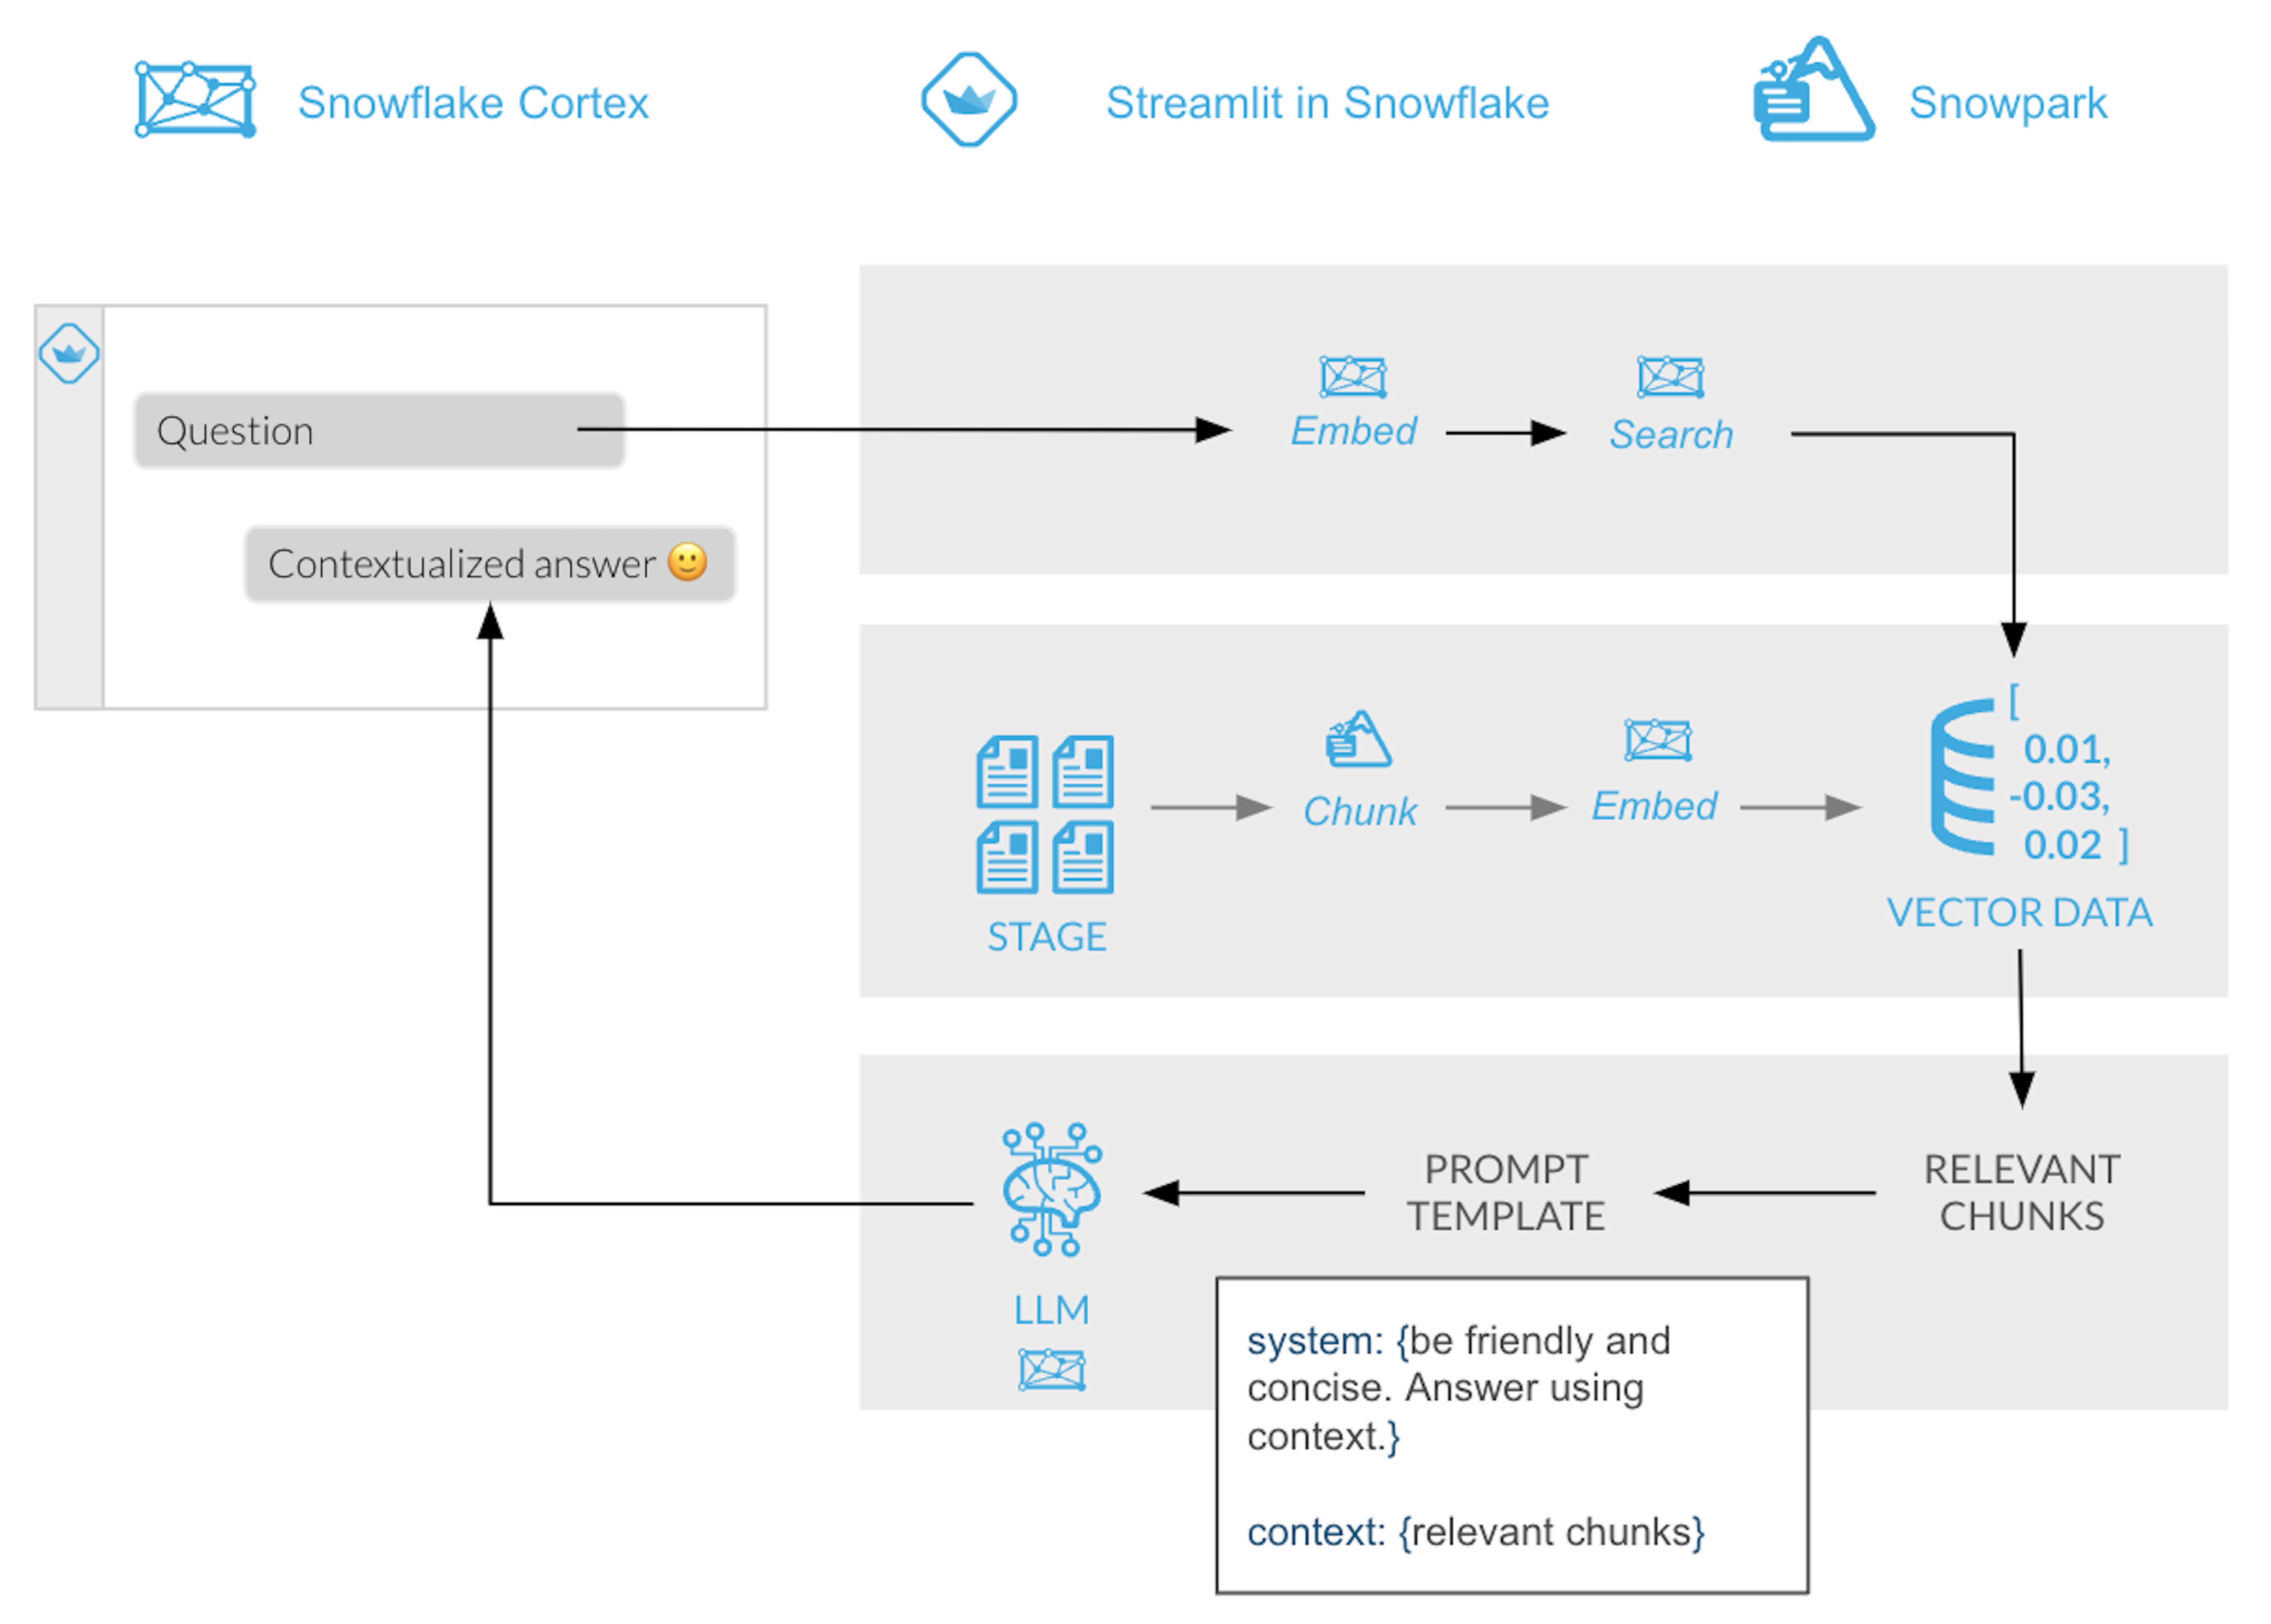 Snowflake Cortex
Streamlit in Snowflake
Snowpark
Question
Contextualized answer 🙂
Embed
Search
STAGE
Chunk
Embed
[
0.01,
-0.03,
0.02 ]
VECTOR DATA
RELEVANT
CHUNKS
PROMPT
TEMPLATE
LLM
system: {be friendly and
concise. Answer using
context.}
context: {relevant chunks}